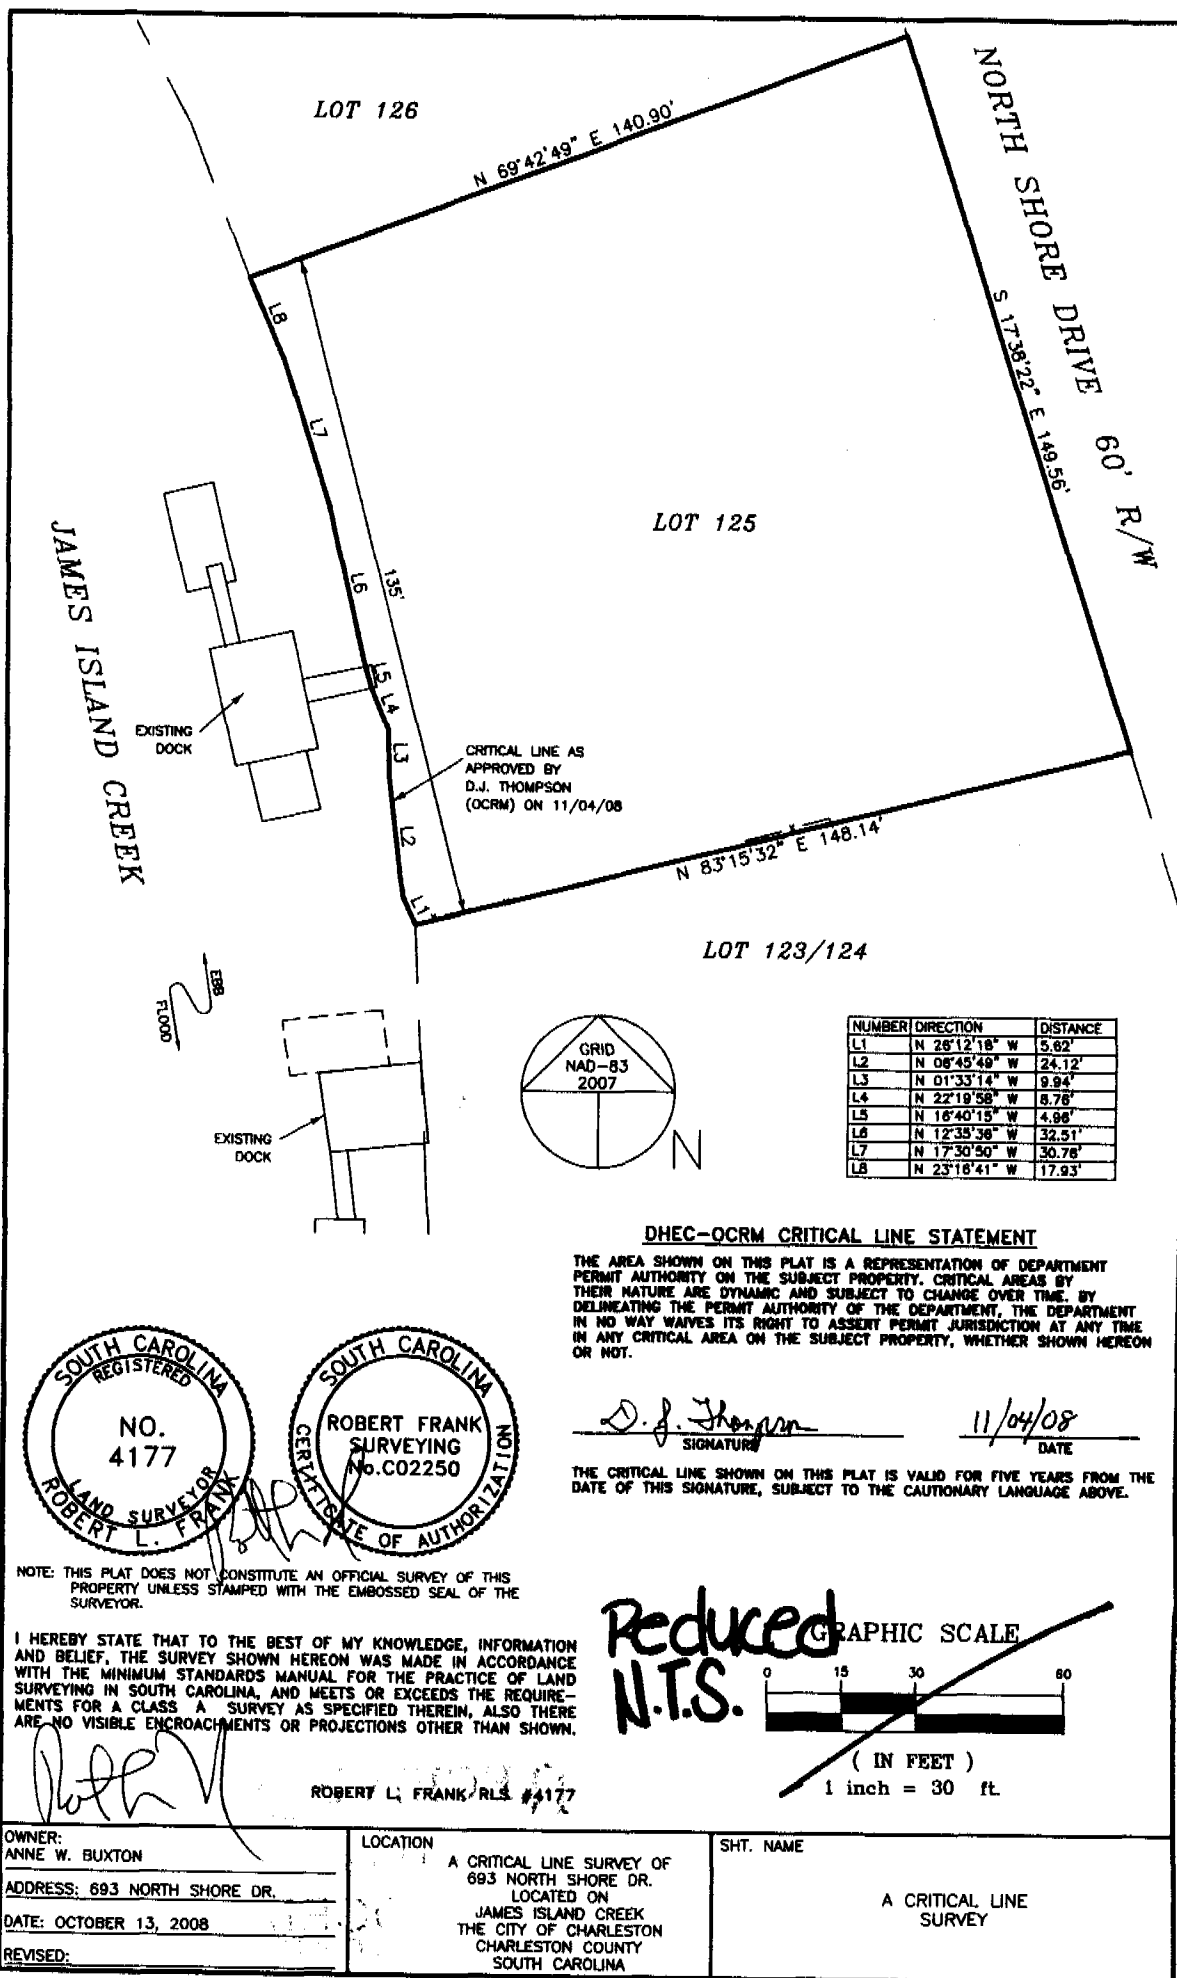 LOT 126
N 69°42'49" E 140.90'
NORTH SHORE DRIVE 60' R/W
S 17°38'22" E 149.56'
L8
L7
LOT 125
135'
L6
L5
L4
L3
L2
L1
JAMES ISLAND CREEK
EXISTING
DOCK
CRITICAL LINE AS
APPROVED BY
D.J. THOMPSON
(OCRM) ON 11/04/08
N 83°15'32" E 148.14'
LOT 123/124
EBB
FLOOD
GRID
NAD-83
2007
N
EXISTING
DOCK
NUMBER DIRECTION DISTANCE
L1 N 26°12'18" W 5.62'
L2 N 06°45'49" W 24.12'
L3 N 01°33'14" W 9.94'
L4 N 22°19'58" W 8.76'
L5 N 16°40'15" W 4.96'
L6 N 12°35'36" W 32.51'
L7 N 17°30'50" W 30.76'
L8 N 23°16'41" W 17.93'
DHEC-OCRM CRITICAL LINE STATEMENT
THE AREA SHOWN ON THIS PLAT IS A REPRESENTATION OF DEPARTMENT
PERMIT AUTHORITY ON THE SUBJECT PROPERTY. CRITICAL AREAS BY
THEIR NATURE ARE DYNAMIC AND SUBJECT TO CHANGE OVER TIME. BY
DELINEATING THE PERMIT AUTHORITY OF THE DEPARTMENT, THE DEPARTMENT
IN NO WAY WAIVES ITS RIGHT TO ASSERT PERMIT JURISDICTION AT ANY TIME
IN ANY CRITICAL AREA ON THE SUBJECT PROPERTY, WHETHER SHOWN HEREON
OR NOT.
D. J. Thompson
SIGNATURE
11/04/08
DATE
THE CRITICAL LINE SHOWN ON THIS PLAT IS VALID FOR FIVE YEARS FROM THE
DATE OF THIS SIGNATURE, SUBJECT TO THE CAUTIONARY LANGUAGE ABOVE.
SOUTH CAROLINA
REGISTERED
NO.
4177
LAND SURVEYOR
ROBERT L. FRANK
SOUTH CAROLINA
ROBERT FRANK
SURVEYING
No.C02250
CERTIFICATE OF AUTHORIZATION
NOTE: THIS PLAT DOES NOT CONSTITUTE AN OFFICIAL SURVEY OF THIS
PROPERTY UNLESS STAMPED WITH THE EMBOSSED SEAL OF THE
SURVEYOR.
I HEREBY STATE THAT TO THE BEST OF MY KNOWLEDGE, INFORMATION
AND BELIEF, THE SURVEY SHOWN HEREON WAS MADE IN ACCORDANCE
WITH THE MINIMUM STANDARDS MANUAL FOR THE PRACTICE OF LAND
SURVEYING IN SOUTH CAROLINA, AND MEETS OR EXCEEDS THE REQUIRE-
MENTS FOR A CLASS A SURVEY AS SPECIFIED THEREIN, ALSO THERE
ARE NO VISIBLE ENCROACHMENTS OR PROJECTIONS OTHER THAN SHOWN.
ROBERT L. FRANK RLS #4177
Reduced
N.T.S.
GRAPHIC SCALE
0 15 30 60
( IN FEET )
1 inch = 30 ft.
OWNER:
ANNE W. BUXTON
ADDRESS: 693 NORTH SHORE DR.
DATE: OCTOBER 13, 2008
REVISED:
LOCATION
A CRITICAL LINE SURVEY OF
693 NORTH SHORE DR.
LOCATED ON
JAMES ISLAND CREEK
THE CITY OF CHARLESTON
CHARLESTON COUNTY
SOUTH CAROLINA
SHT. NAME
A CRITICAL LINE
SURVEY